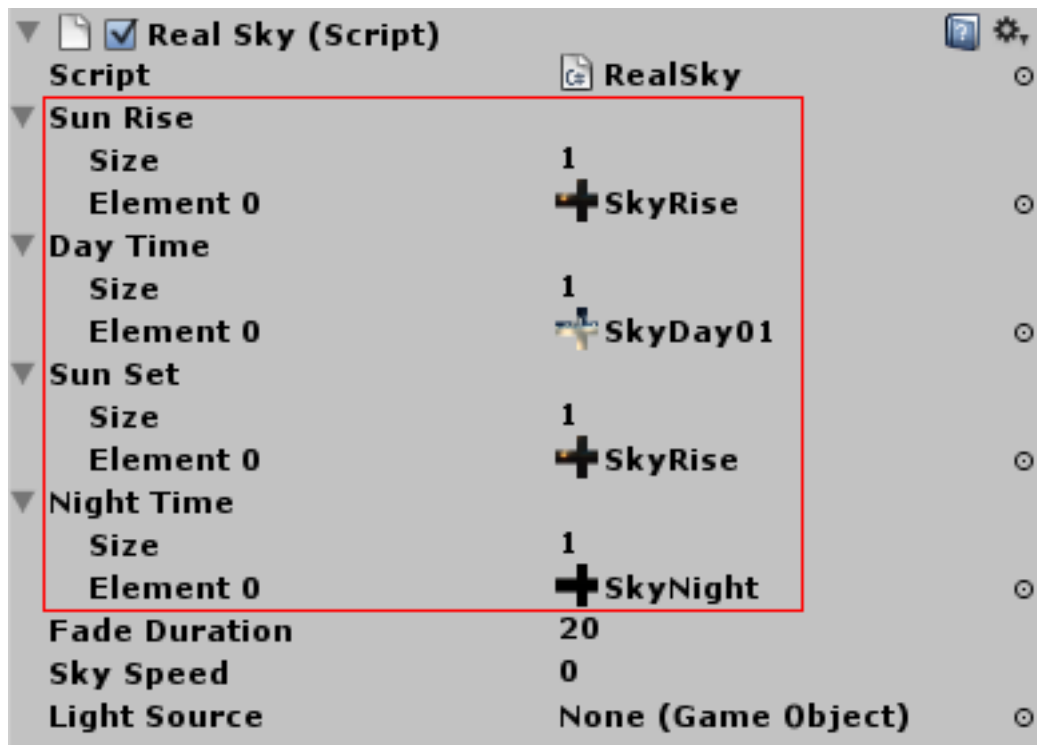 Real Sky (Script)
Script RealSky
Sun Rise
Size 1
Element 0 SkyRise
Day Time
Size 1
Element 0 SkyDay01
Sun Set
Size 1
Element 0 SkyRise
Night Time
Size 1
Element 0 SkyNight
Fade Duration 20
Sky Speed 0
Light Source None (Game Object)